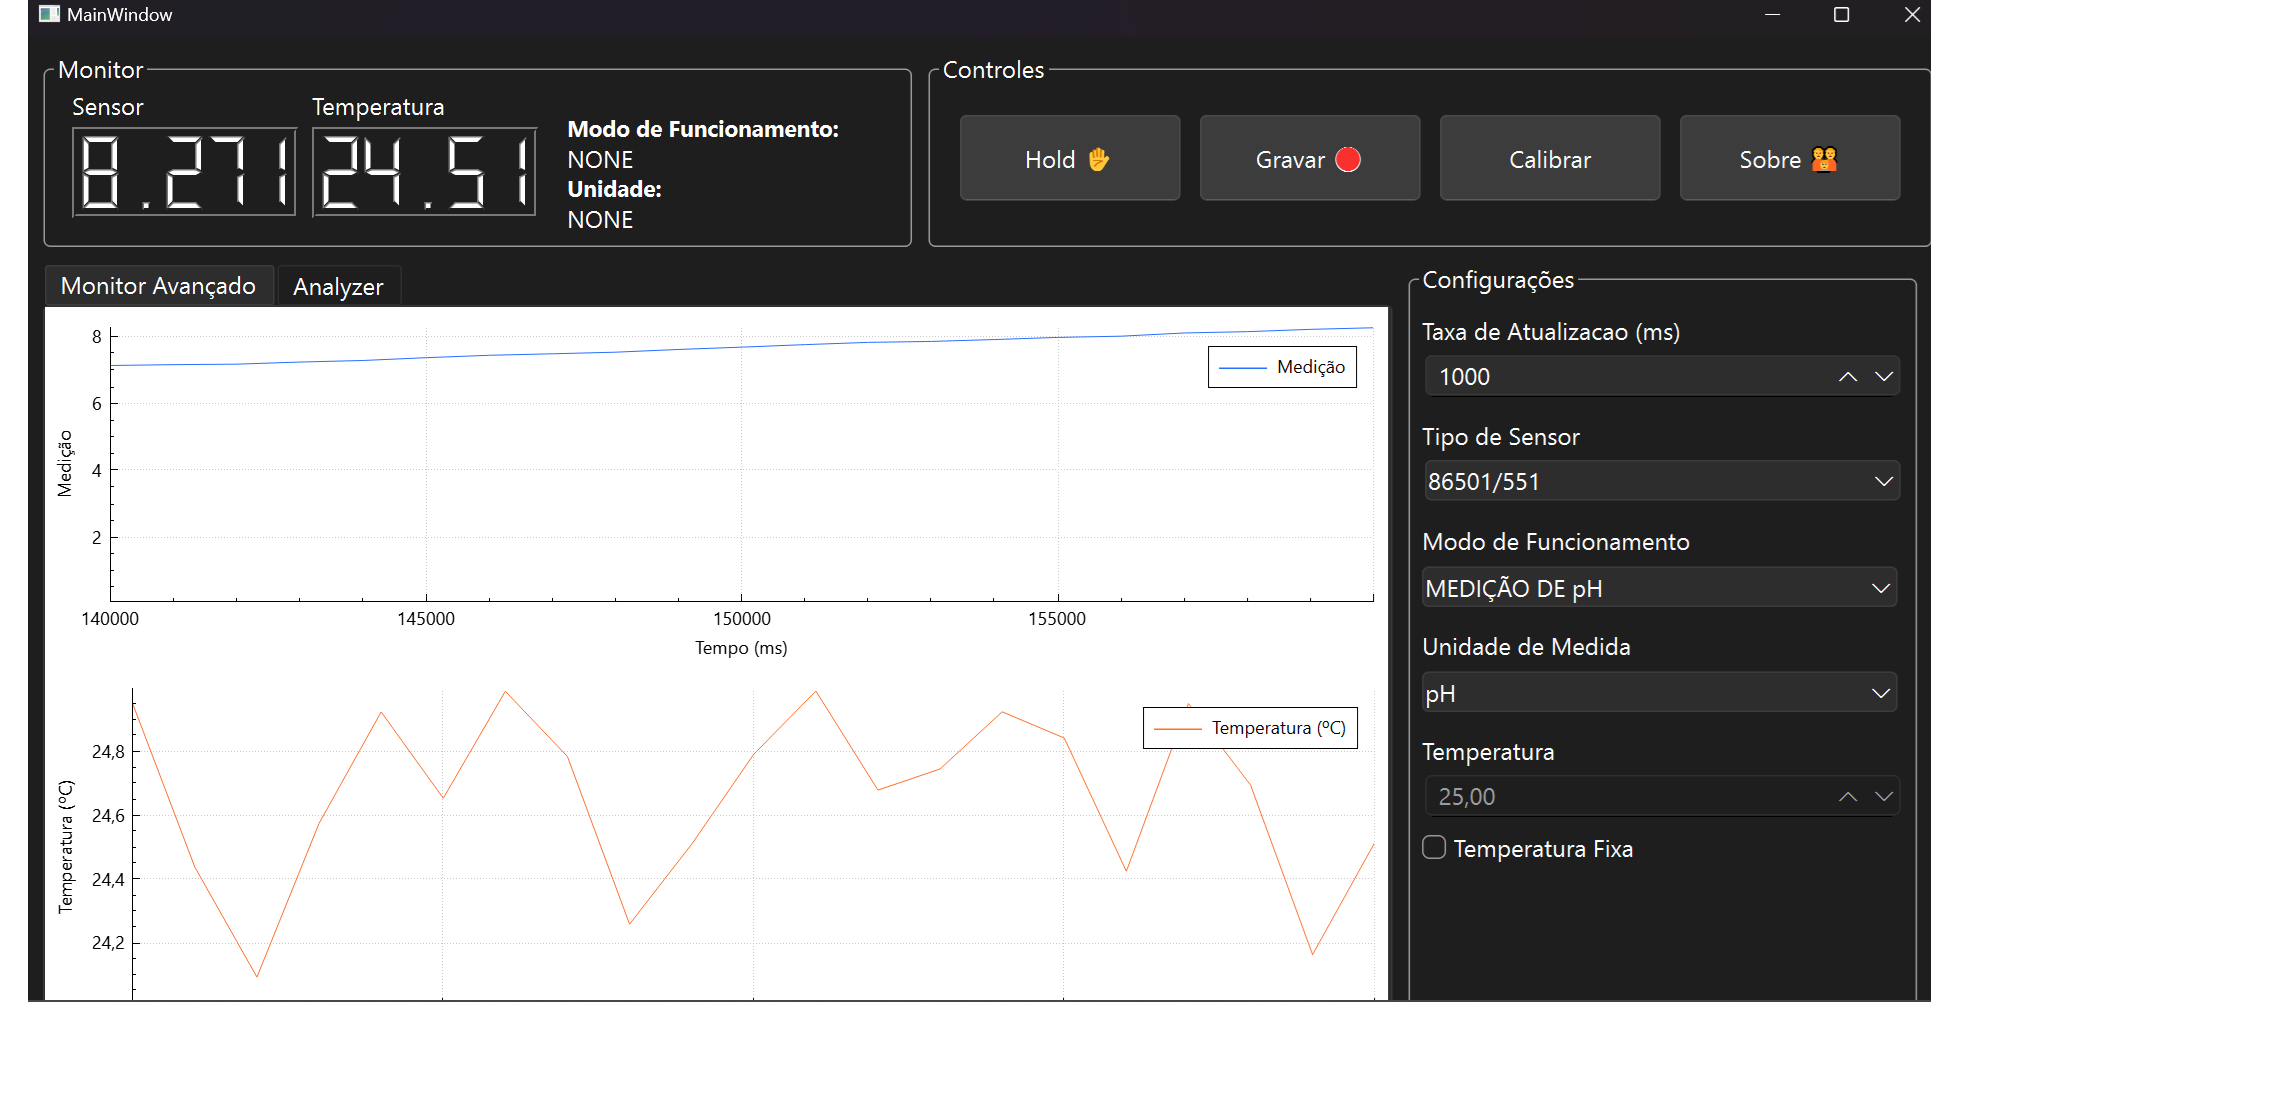 MainWindow
Monitor
Sensor
Temperatura
8.271
24.51
Modo de Funcionamento:
NONE
Unidade:
NONE
Controles
Hold ✋
Gravar 🔴
Calibrar
Sobre 👥
Monitor Avançado
Analyzer
8
6
4
2
Medição
Medição
140000
145000
150000
155000
Tempo (ms)
24,8
24,6
24,4
24,2
Temperatura (ºC)
Temperatura (ºC)
Configurações
Taxa de Atualizacao (ms)
1000
Tipo de Sensor
86501/551
Modo de Funcionamento
MEDIÇÃO DE pH
Unidade de Medida
pH
Temperatura
25,00
Temperatura Fixa